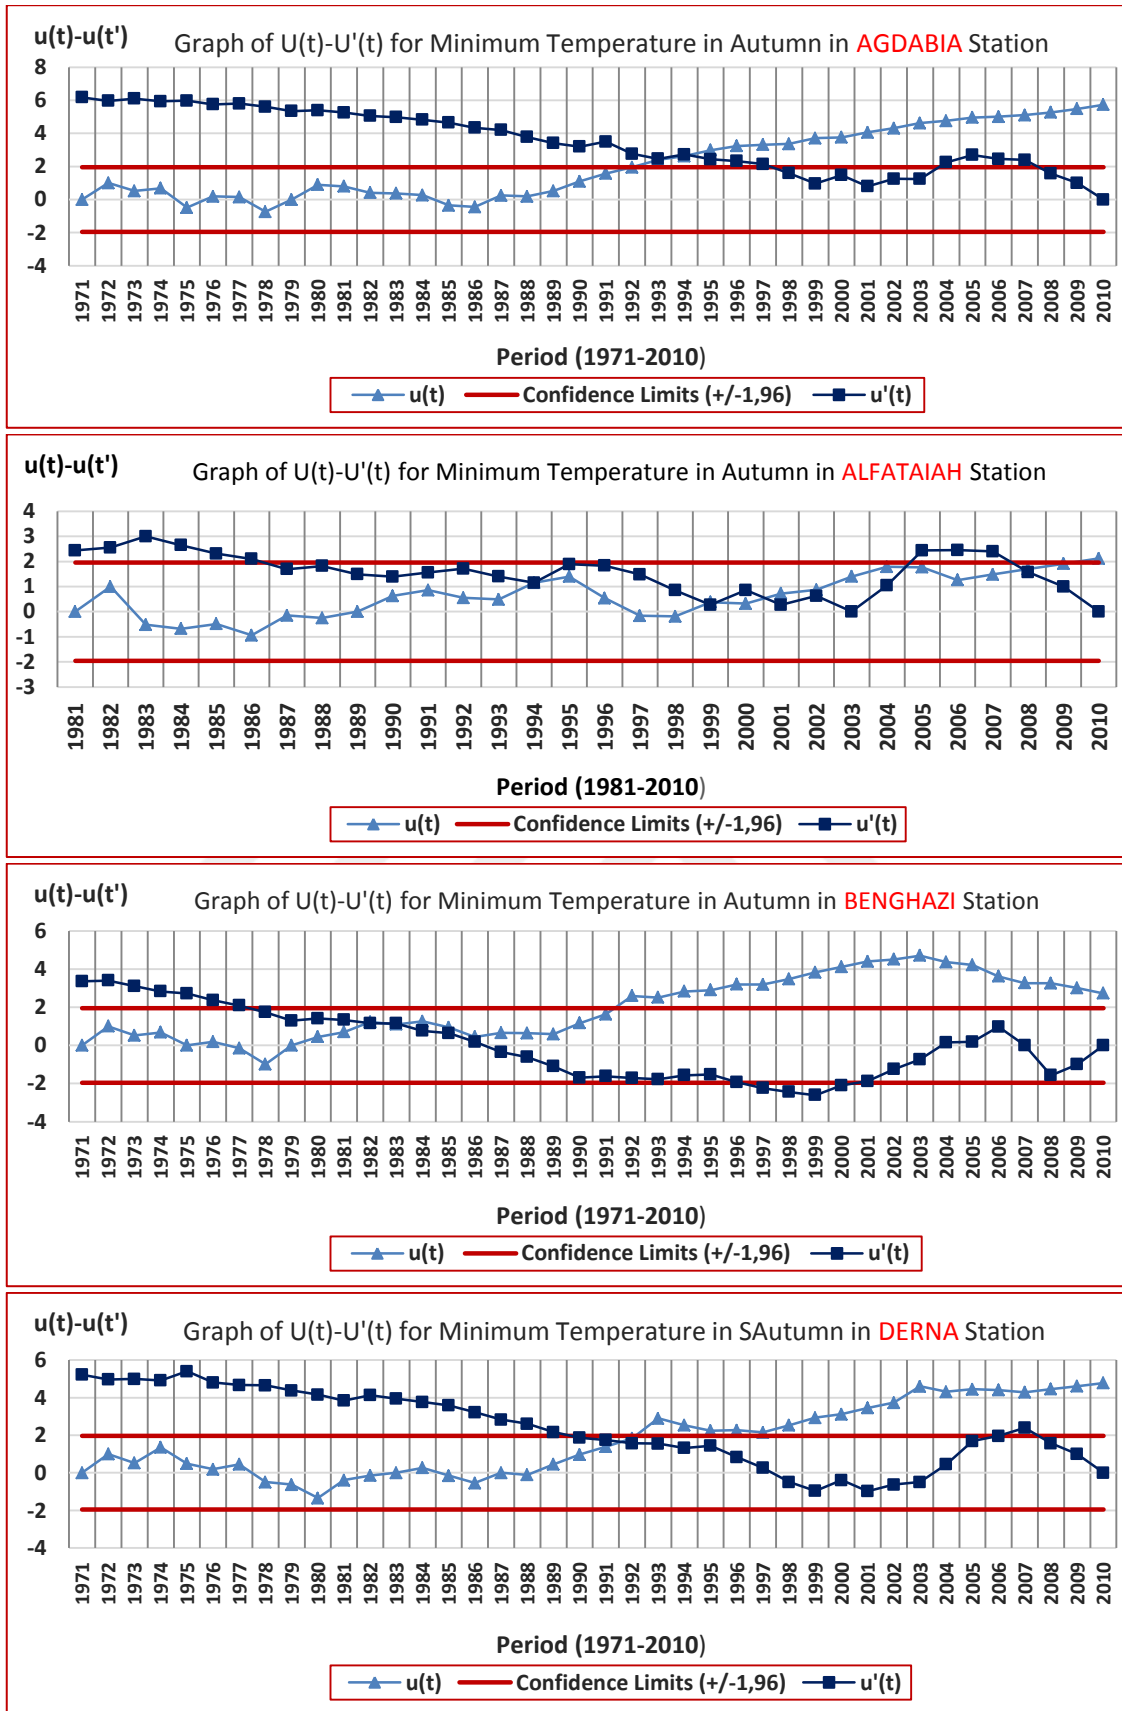 u(t)-u(t')
Graph of U(t)-U'(t) for Minimum Temperature in Autumn in AGDABIA Station
8
6
4
2
0
-2
-4
1971 1972 1973 1974 1975 1976 1977 1978 1979 1980 1981 1982 1983 1984 1985 1986 1987 1988 1989 1990 1991 1992 1993 1994 1995 1996 1997 1998 1999 2000 2001 2002 2003 2004 2005 2006 2007 2008 2009 2010
Period (1971-2010)
u(t) Confidence Limits (+/-1,96) u'(t)
u(t)-u(t')
Graph of U(t)-U'(t) for Minimum Temperature in Autumn in ALFATAIAH Station
4
3
2
1
0
-1
-2
-3
1981 1982 1983 1984 1985 1986 1987 1988 1989 1990 1991 1992 1993 1994 1995 1996 1997 1998 1999 2000 2001 2002 2003 2004 2005 2006 2007 2008 2009 2010
Period (1981-2010)
u(t) Confidence Limits (+/-1,96) u'(t)
u(t)-u(t')
Graph of U(t)-U'(t) for Minimum Temperature in Autumn in BENGHAZI Station
6
4
2
0
-2
-4
1971 1972 1973 1974 1975 1976 1977 1978 1979 1980 1981 1982 1983 1984 1985 1986 1987 1988 1989 1990 1991 1992 1993 1994 1995 1996 1997 1998 1999 2000 2001 2002 2003 2004 2005 2006 2007 2008 2009 2010
Period (1971-2010)
u(t) Confidence Limits (+/-1,96) u'(t)
u(t)-u(t')
Graph of U(t)-U'(t) for Minimum Temperature in SAutumn in DERNA Station
6
4
2
0
-2
-4
1971 1972 1973 1974 1975 1976 1977 1978 1979 1980 1981 1982 1983 1984 1985 1986 1987 1988 1989 1990 1991 1992 1993 1994 1995 1996 1997 1998 1999 2000 2001 2002 2003 2004 2005 2006 2007 2008 2009 2010
Period (1971-2010)
u(t) Confidence Limits (+/-1,96) u'(t)